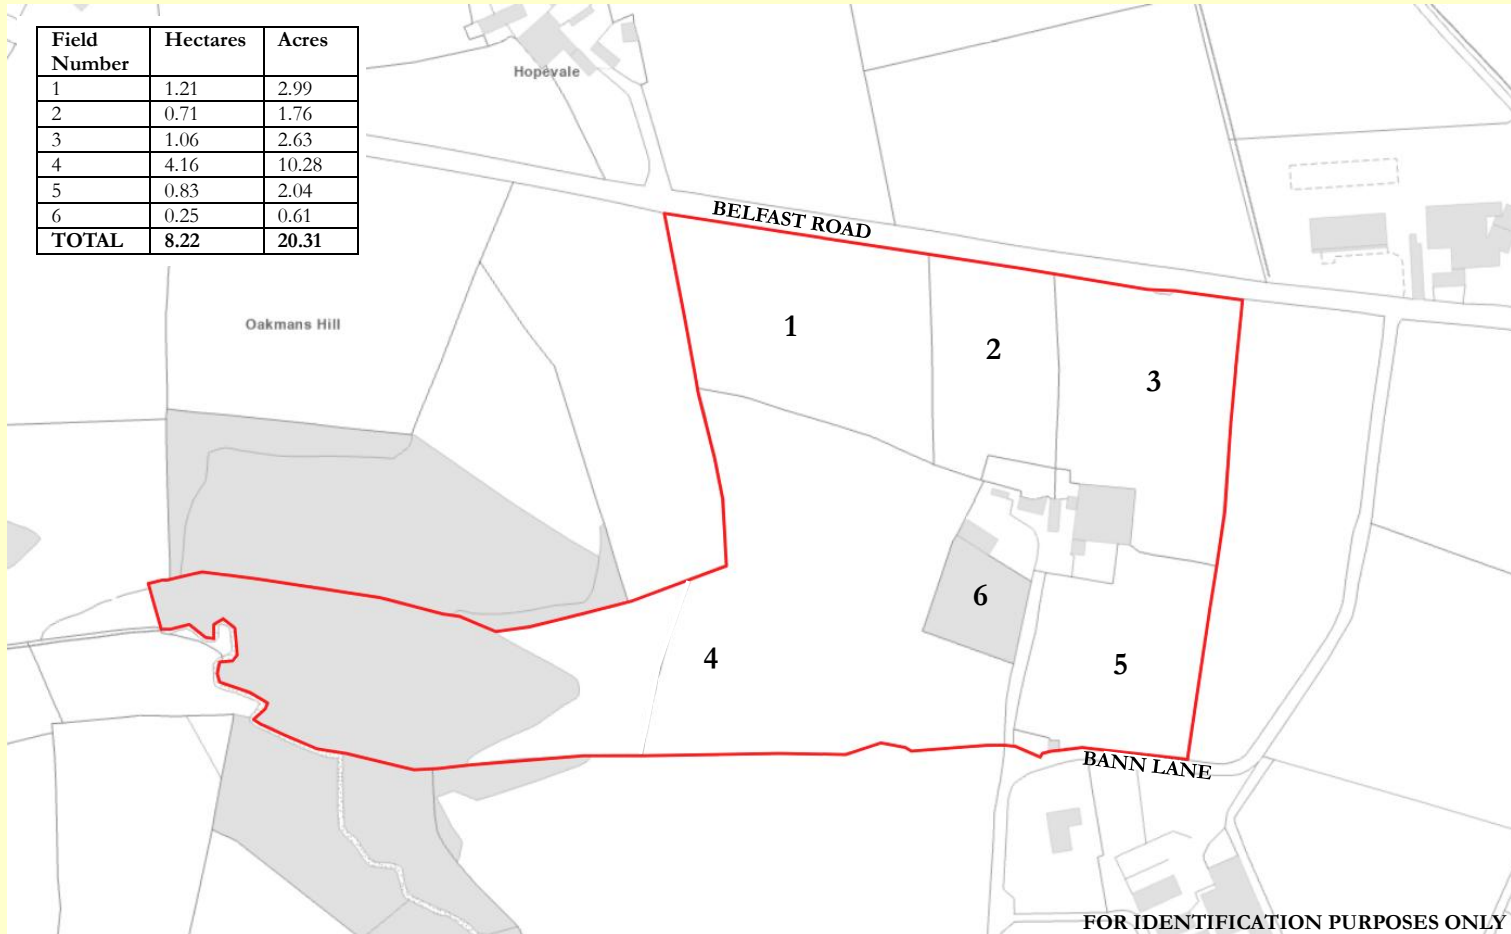 Field Number Hectares Acres
1 1.21 2.99
2 0.71 1.76
3 1.06 2.63
4 4.16 10.28
5 0.83 2.04
6 0.25 0.61
TOTAL 8.22 20.31
Hopevale
BELFAST ROAD
Oakmans Hill
1
2
3
6
4
5
BANN LANE
FOR IDENTIFICATION PURPOSES ONLY